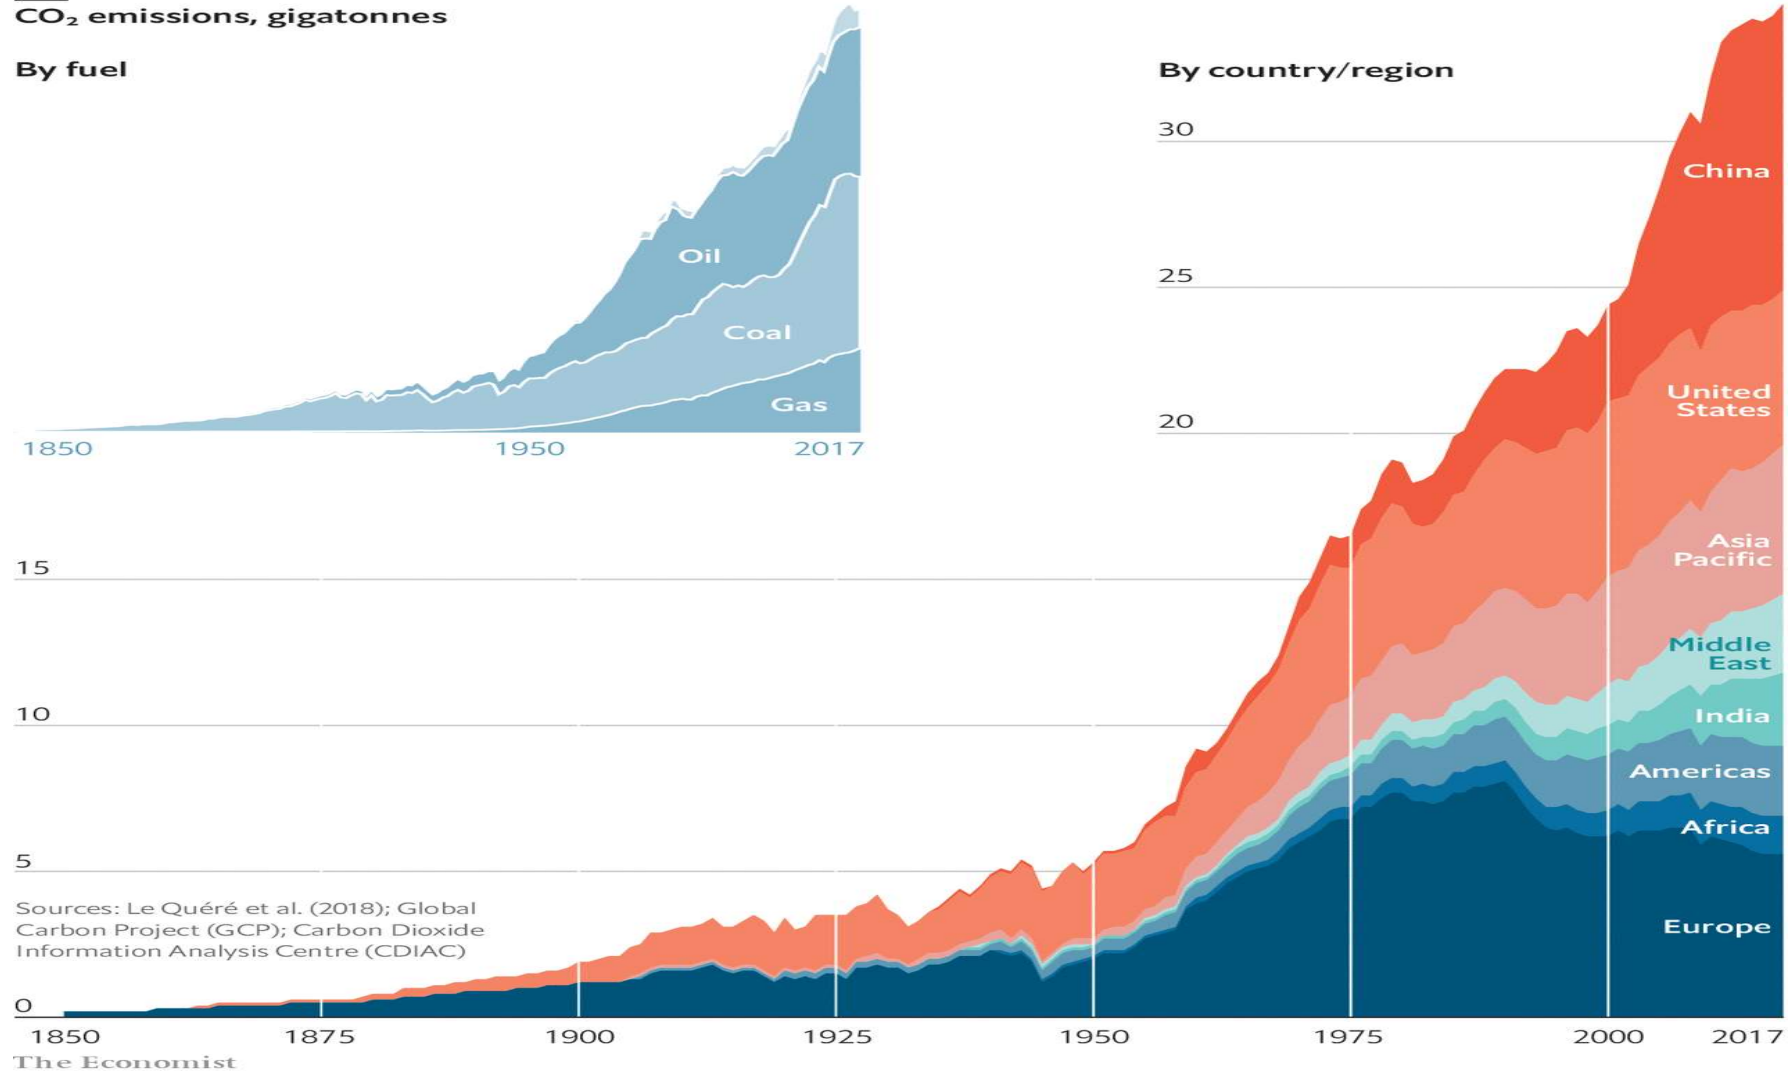 CO₂ emissions, gigatonnes
By fuel
Oil
Coal
Gas
1850 1950 2017
By country/region
30
25
20
15
10
5
0
China
United
States
Asia
Pacific
Middle
East
India
Americas
Africa
Europe
Sources: Le Quéré et al. (2018); Global
Carbon Project (GCP); Carbon Dioxide
Information Analysis Centre (CDIAC)
1850 1875 1900 1925 1950 1975 2000 2017
The Economist